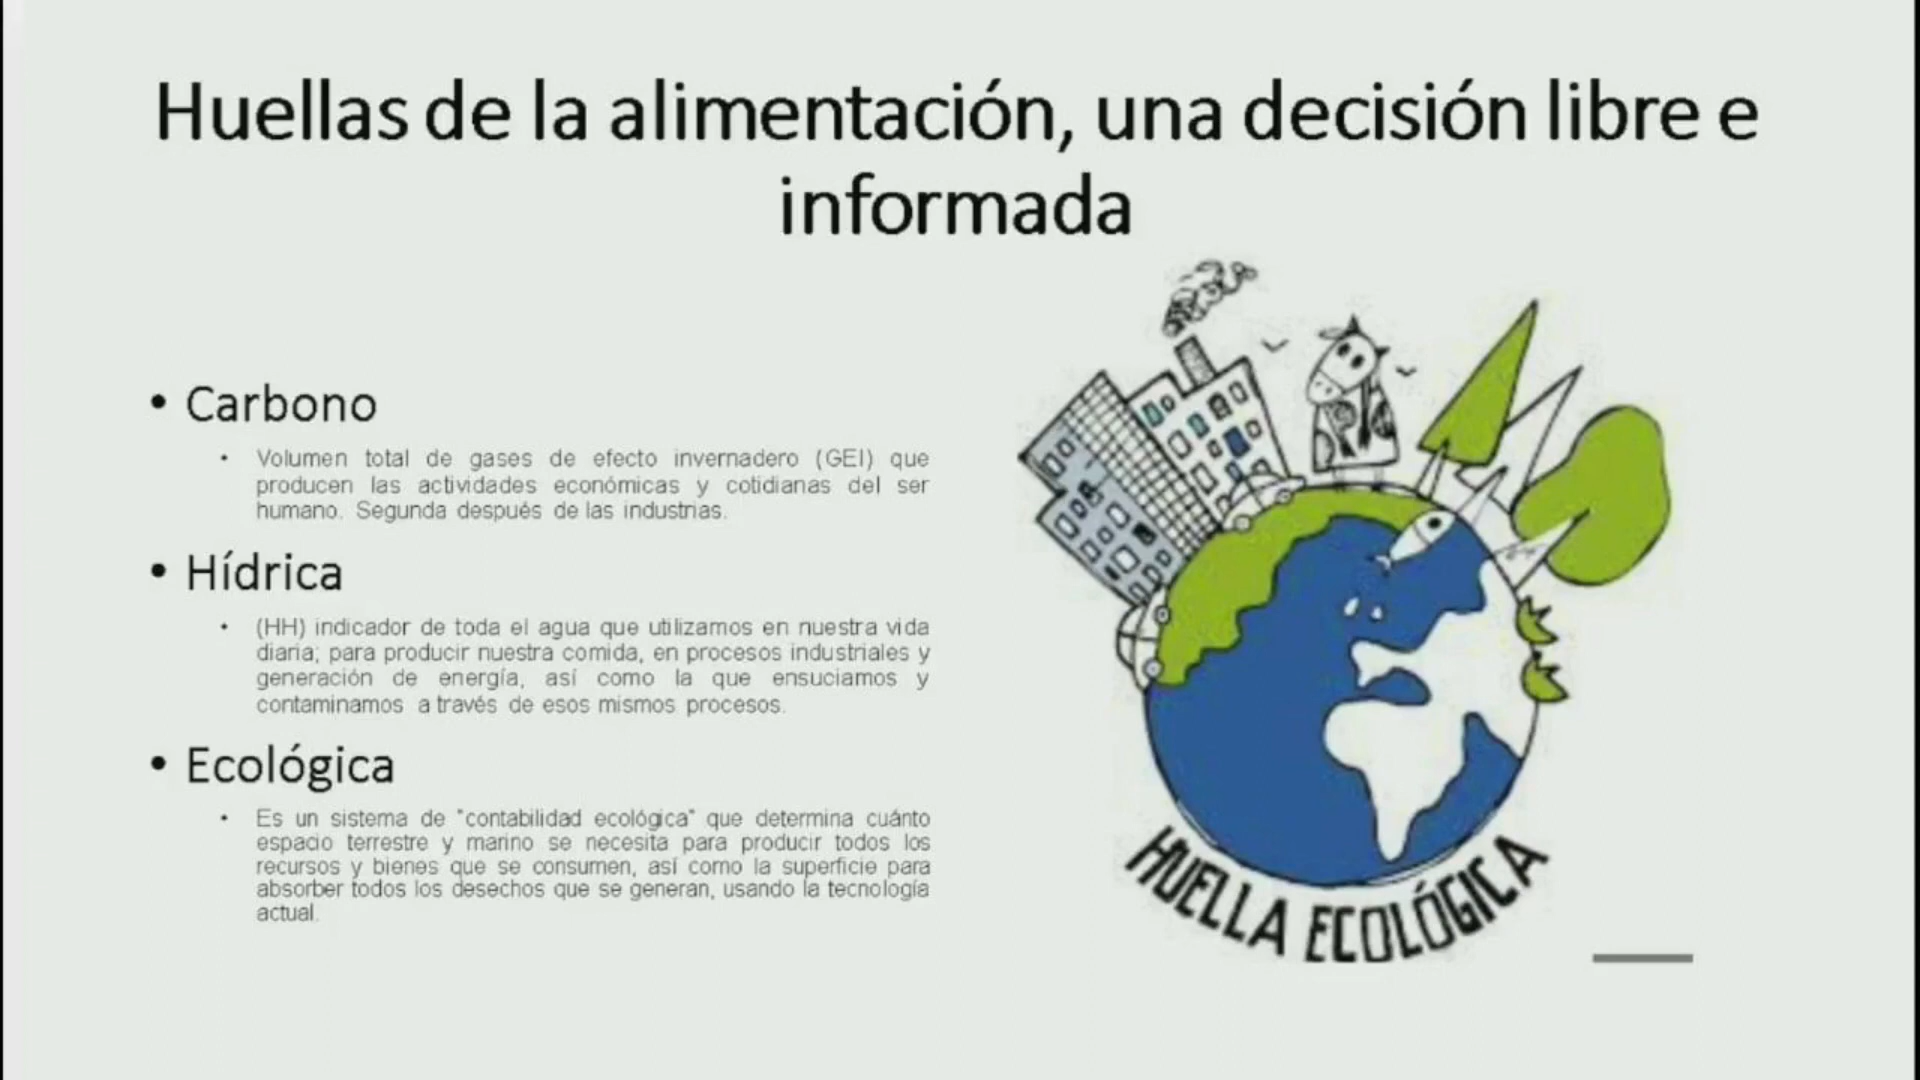 Huellas de la alimentación, una decisión libre e
informada
• Carbono
• Volumen total de gases de efecto invernadero (GEI) que
producen las actividades económicas y cotidianas del ser
humano. Segunda después de las industrias.
• Hídrica
• (HH) indicador de toda el agua que utilizamos en nuestra vida
diaria; para producir nuestra comida, en procesos industriales y
generación de energía, así como la que ensuciamos y
contaminamos a través de esos mismos procesos.
• Ecológica
• Es un sistema de "contabilidad ecológica" que determina cuánto
espacio terrestre y marino se necesita para producir todos los
recursos y bienes que se consumen, así como la superficie para
absorber todos los desechos que se generan, usando la tecnología
actual.
HUELLA ECOLÓGICA